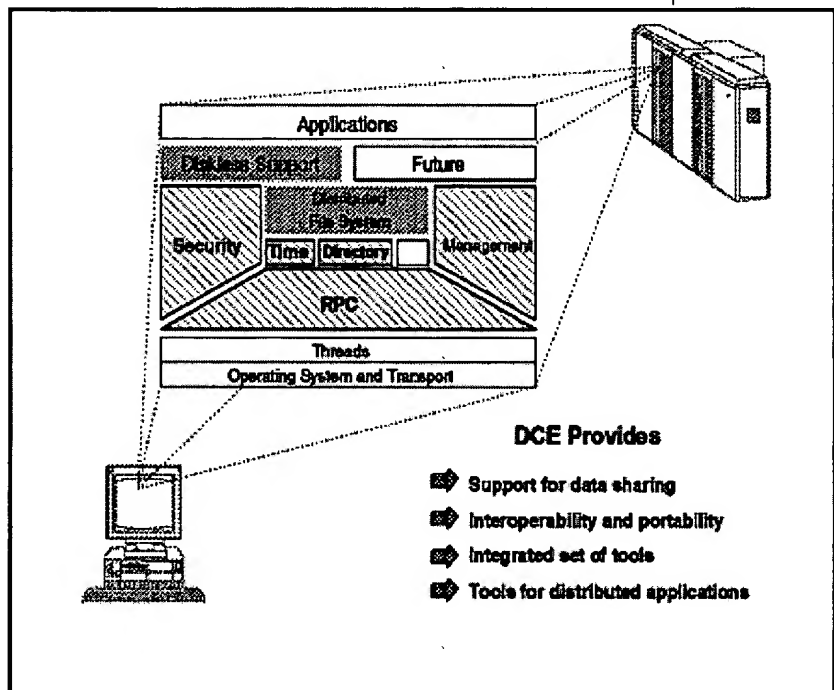 Applications
Diskless Support
Future
Distributed
File System
Security
Management
Time
Directory
RPC
Threads
Operating System and Transport
DCE Provides
Support for data sharing
Interoperability and portability
Integrated set of tools
Tools for distributed applications